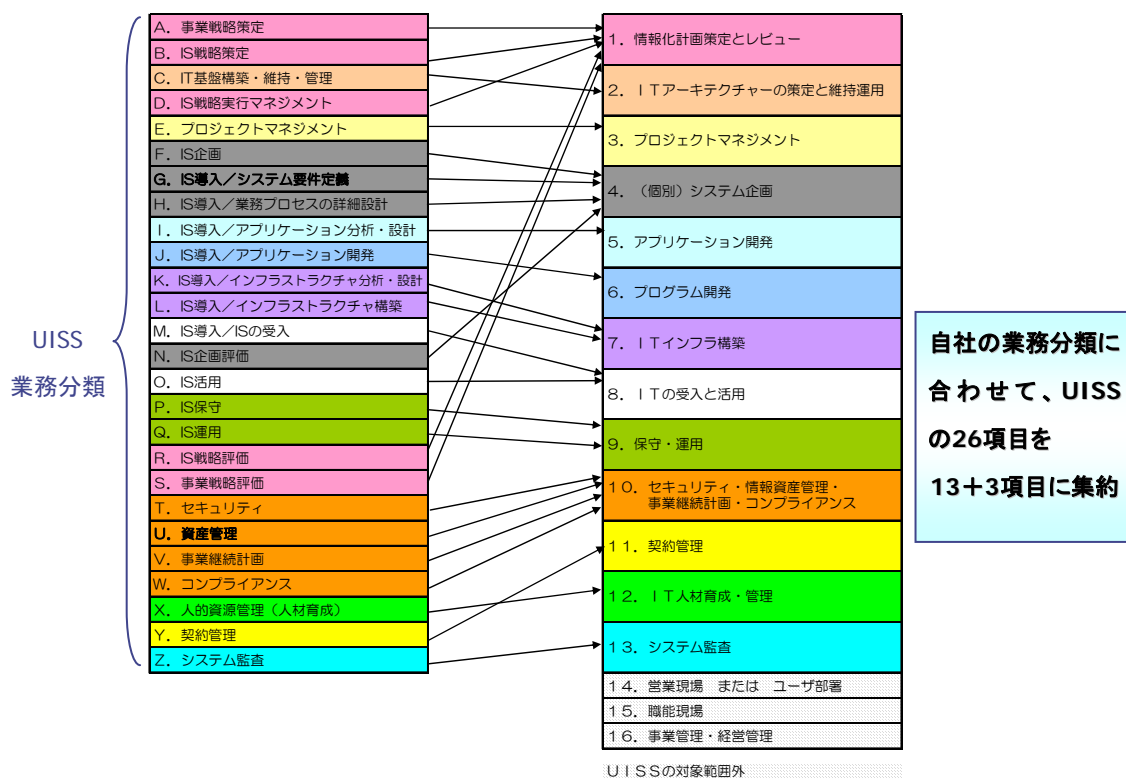 UISS
業務分類
A．事業戦略策定
B．IS戦略策定
C．IT基盤構築・維持・管理
D．IS戦略実行マネジメント
E．プロジェクトマネジメント
F．IS企画
G．IS導入／システム要件定義
H．IS導入／業務プロセスの詳細設計
I．IS導入／アプリケーション分析・設計
J．IS導入／アプリケーション開発
K．IS導入／インフラストラクチャ分析・設計
L．IS導入／インフラストラクチャ構築
M．IS導入／ISの受入
N．IS企画評価
O．IS活用
P．IS保守
Q．IS運用
R．IS戦略評価
S．事業戦略評価
T．セキュリティ
U．資産管理
V．事業継続計画
W．コンプライアンス
X．人的資源管理（人材育成）
Y．契約管理
Z．システム監査
１．情報化計画策定とレビュー
２．ＩＴアーキテクチャーの策定と維持運用
３．プロジェクトマネジメント
４．（個別）システム企画
５．アプリケーション開発
６．プログラム開発
７．ＩＴインフラ構築
８．ＩＴの受入と活用
９．保守・運用
１０．セキュリティ・情報資産管理・
事業継続計画・コンプライアンス
１１．契約管理
１２．ＩＴ人材育成・管理
１３．システム監査
１４．営業現場　または　ユーザ部署
１５．職能現場
１６．事業管理・経営管理
ＵＩＳＳの対象範囲外
自社の業務分類に
合わせて、UISS
の26項目を
13＋3項目に集約